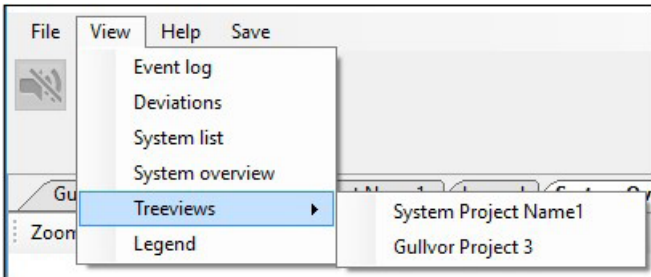 File View Help Save
Event log
Deviations
System list
System overview
Treeviews
System Project Name1
Legend
Gullvor Project 3